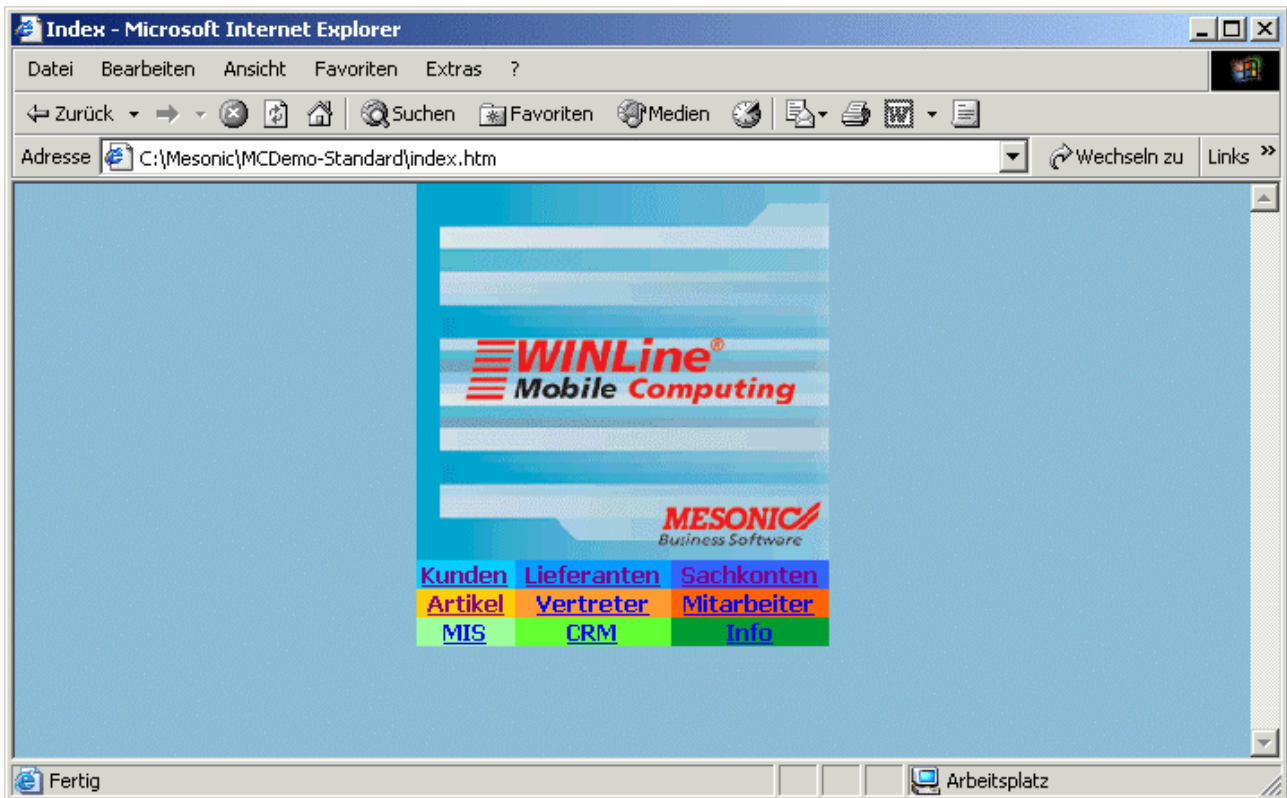 Index - Microsoft Internet Explorer
Datei Bearbeiten Ansicht Favoriten Extras ?
Zurück Suchen Favoriten Medien
Adresse C:\Mesonic\MCDemo-Standard\index.htm Wechseln zu Links »
WINLine®
Mobile Computing
MESONIC
Business Software
Kunden Lieferanten Sachkonten
Artikel Vertreter Mitarbeiter
MIS CRM Info
Fertig Arbeitsplatz